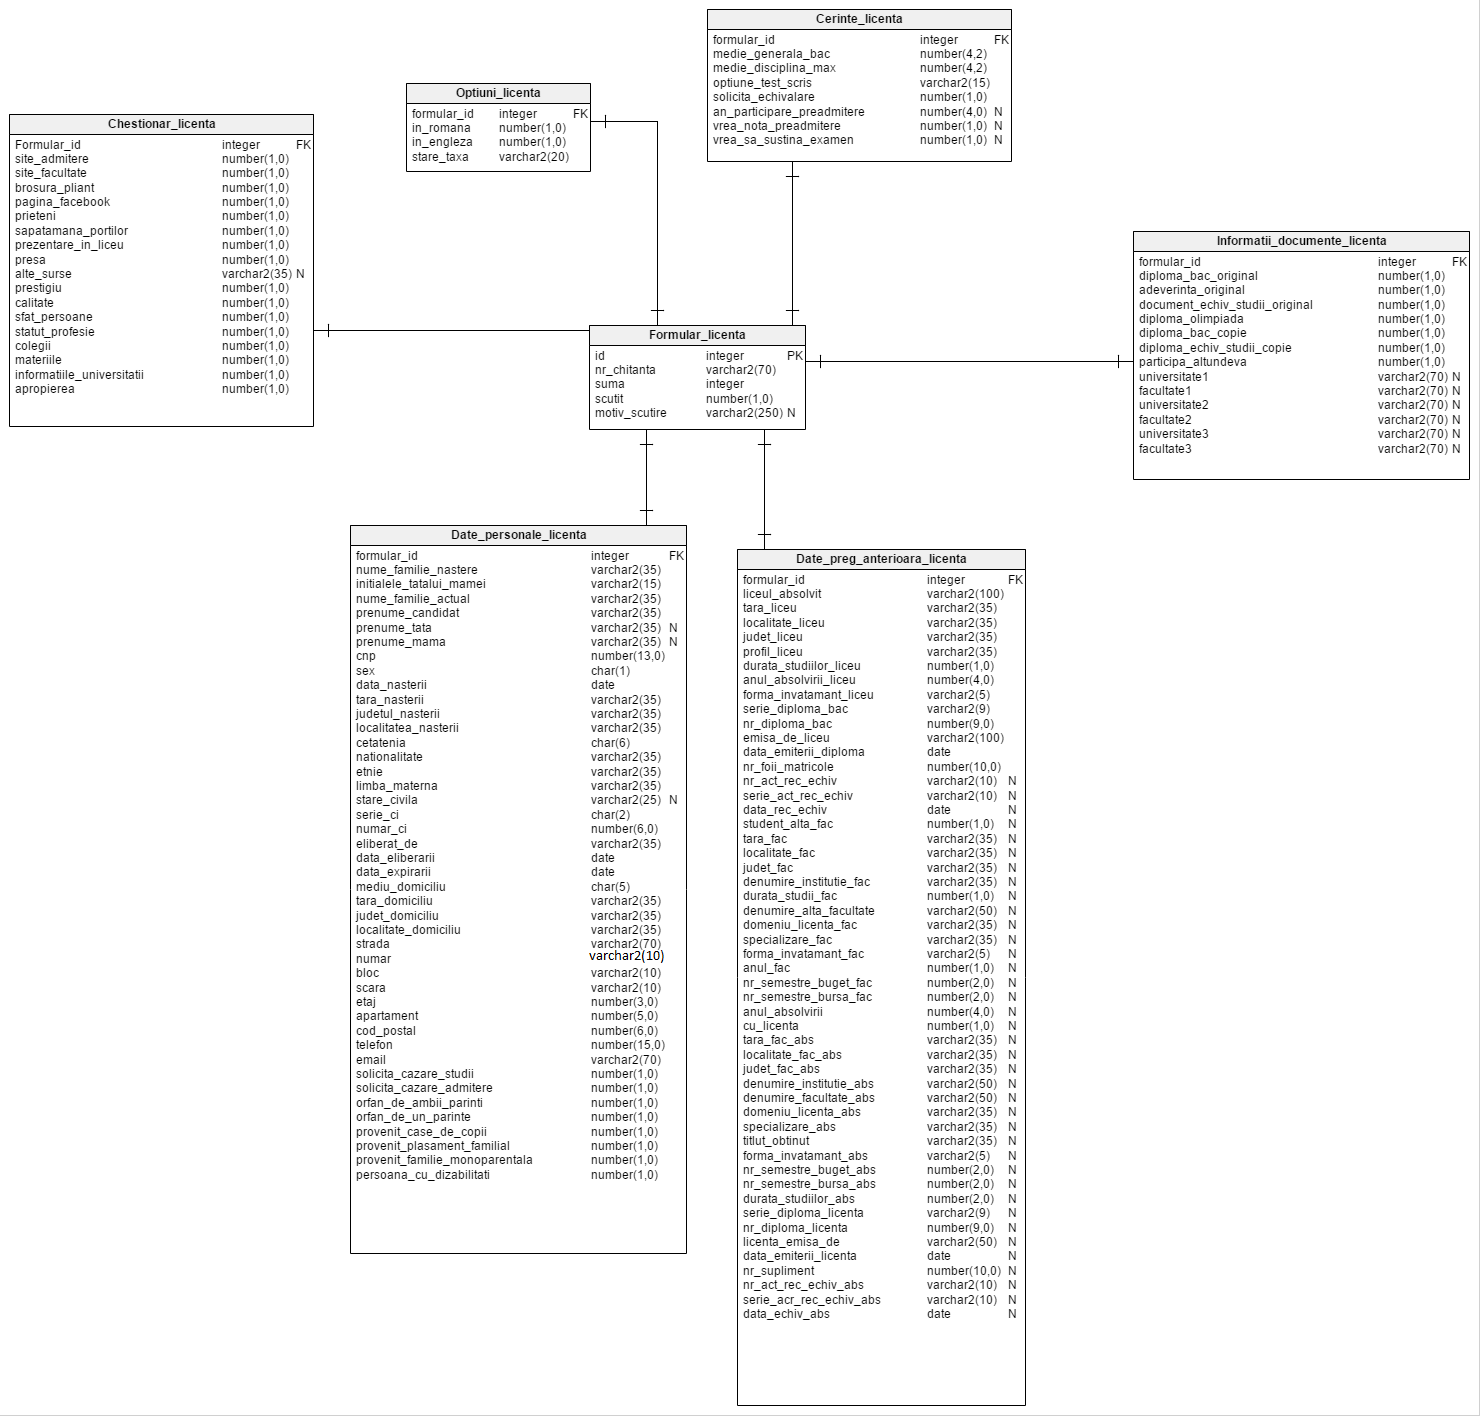 Cerinte_licenta
formular_id integer FK
medie_generala_bac number(4,2)
medie_disciplina_max number(4,2)
optiune_test_scris varchar2(15)
solicita_echivalare number(1,0)
an_participare_preadmitere number(4,0) N
vrea_nota_preadmitere number(1,0) N
vrea_sa_sustina_examen number(1,0) N
Optiuni_licenta
formular_id integer FK
in_romana number(1,0)
in_engleza number(1,0)
stare_taxa varchar2(20)
Chestionar_licenta
Formular_id integer FK
site_admitere number(1,0)
site_facultate number(1,0)
brosura_pliant number(1,0)
pagina_facebook number(1,0)
prieteni number(1,0)
sapatamana_portilor number(1,0)
prezentare_in_liceu number(1,0)
presa number(1,0)
alte_surse varchar2(35) N
prestigiu number(1,0)
calitate number(1,0)
sfat_persoane number(1,0)
statut_profesie number(1,0)
colegii number(1,0)
materiile number(1,0)
informatiile_universitatii number(1,0)
apropierea number(1,0)
Informatii_documente_licenta
formular_id integer FK
diploma_bac_original number(1,0)
adeverinta_original number(1,0)
document_echiv_studii_original number(1,0)
diploma_olimpiada number(1,0)
diploma_bac_copie number(1,0)
diploma_echiv_studii_copie number(1,0)
participa_altundeva number(1,0)
universitate1 varchar2(70) N
facultate1 varchar2(70) N
universitate2 varchar2(70) N
facultate2 varchar2(70) N
universitate3 varchar2(70) N
facultate3 varchar2(70) N
Formular_licenta
id integer PK
nr_chitanta varchar2(70)
suma integer
scutit number(1,0)
motiv_scutire varchar2(250) N
Date_personale_licenta
formular_id integer FK
nume_familie_nastere varchar2(35)
initialele_tatalui_mamei varchar2(15)
nume_familie_actual varchar2(35)
prenume_candidat varchar2(35)
prenume_tata varchar2(35) N
prenume_mama varchar2(35) N
cnp number(13,0)
sex char(1)
data_nasterii date
tara_nasterii varchar2(35)
judetul_nasterii varchar2(35)
localitatea_nasterii varchar2(35)
cetatenia char(6)
nationalitate varchar2(35)
etnie varchar2(35)
limba_materna varchar2(35)
stare_civila varchar2(25) N
serie_ci char(2)
numar_ci number(6,0)
eliberat_de varchar2(35)
data_eliberarii date
data_expirarii date
mediu_domiciliu char(5)
tara_domiciliu varchar2(35)
judet_domiciliu varchar2(35)
localitate_domiciliu varchar2(35)
strada varchar2(70)
numar varchar2(10)
bloc varchar2(10)
scara varchar2(10)
etaj number(3,0)
apartament number(5,0)
cod_postal number(6,0)
telefon number(15,0)
email varchar2(70)
solicita_cazare_studii number(1,0)
solicita_cazare_admitere number(1,0)
orfan_de_ambii_parinti number(1,0)
orfan_de_un_parinte number(1,0)
provenit_case_de_copii number(1,0)
provenit_plasament_familial number(1,0)
provenit_familie_monoparentala number(1,0)
persoana_cu_dizabilitati number(1,0)
Date_preg_anterioara_licenta
formular_id integer FK
liceul_absolvit varchar2(100)
tara_liceu varchar2(35)
localitate_liceu varchar2(35)
judet_liceu varchar2(35)
profil_liceu varchar2(35)
durata_studiilor_liceu number(1,0)
anul_absolvirii_liceu number(4,0)
forma_invatamant_liceu varchar2(5)
serie_diploma_bac varchar2(9)
nr_diploma_bac number(9,0)
emisa_de_liceu varchar2(100)
data_emiterii_diploma date
nr_foii_matricole number(10,0)
nr_act_rec_echiv varchar2(10) N
serie_act_rec_echiv varchar2(10) N
data_rec_echiv date N
student_alta_fac number(1,0) N
tara_fac varchar2(35) N
localitate_fac varchar2(35) N
judet_fac varchar2(35) N
denumire_institutie_fac varchar2(35) N
durata_studii_fac number(1,0) N
denumire_alta_facultate varchar2(50) N
domeniu_licenta_fac varchar2(35) N
specializare_fac varchar2(35) N
forma_invatamant_fac varchar2(5) N
anul_fac number(1,0) N
nr_semestre_buget_fac number(2,0) N
nr_semestre_bursa_fac number(2,0) N
anul_absolvirii number(4,0) N
cu_licenta number(1,0) N
tara_fac_abs varchar2(35) N
localitate_fac_abs varchar2(35) N
judet_fac_abs varchar2(35) N
denumire_institutie_abs varchar2(50) N
denumire_facultate_abs varchar2(50) N
domeniu_licenta_abs varchar2(35) N
specializare_abs varchar2(35) N
titlut_obtinut varchar2(35) N
forma_invatamant_abs varchar2(5) N
nr_semestre_buget_abs number(2,0) N
nr_semestre_bursa_abs number(2,0) N
durata_studiilor_abs number(2,0) N
serie_diploma_licenta varchar2(9) N
nr_diploma_licenta number(9,0) N
licenta_emisa_de varchar2(50) N
data_emiterii_licenta date N
nr_supliment number(10,0) N
nr_act_rec_echiv_abs varchar2(10) N
serie_acr_rec_echiv_abs varchar2(10) N
data_echiv_abs date N